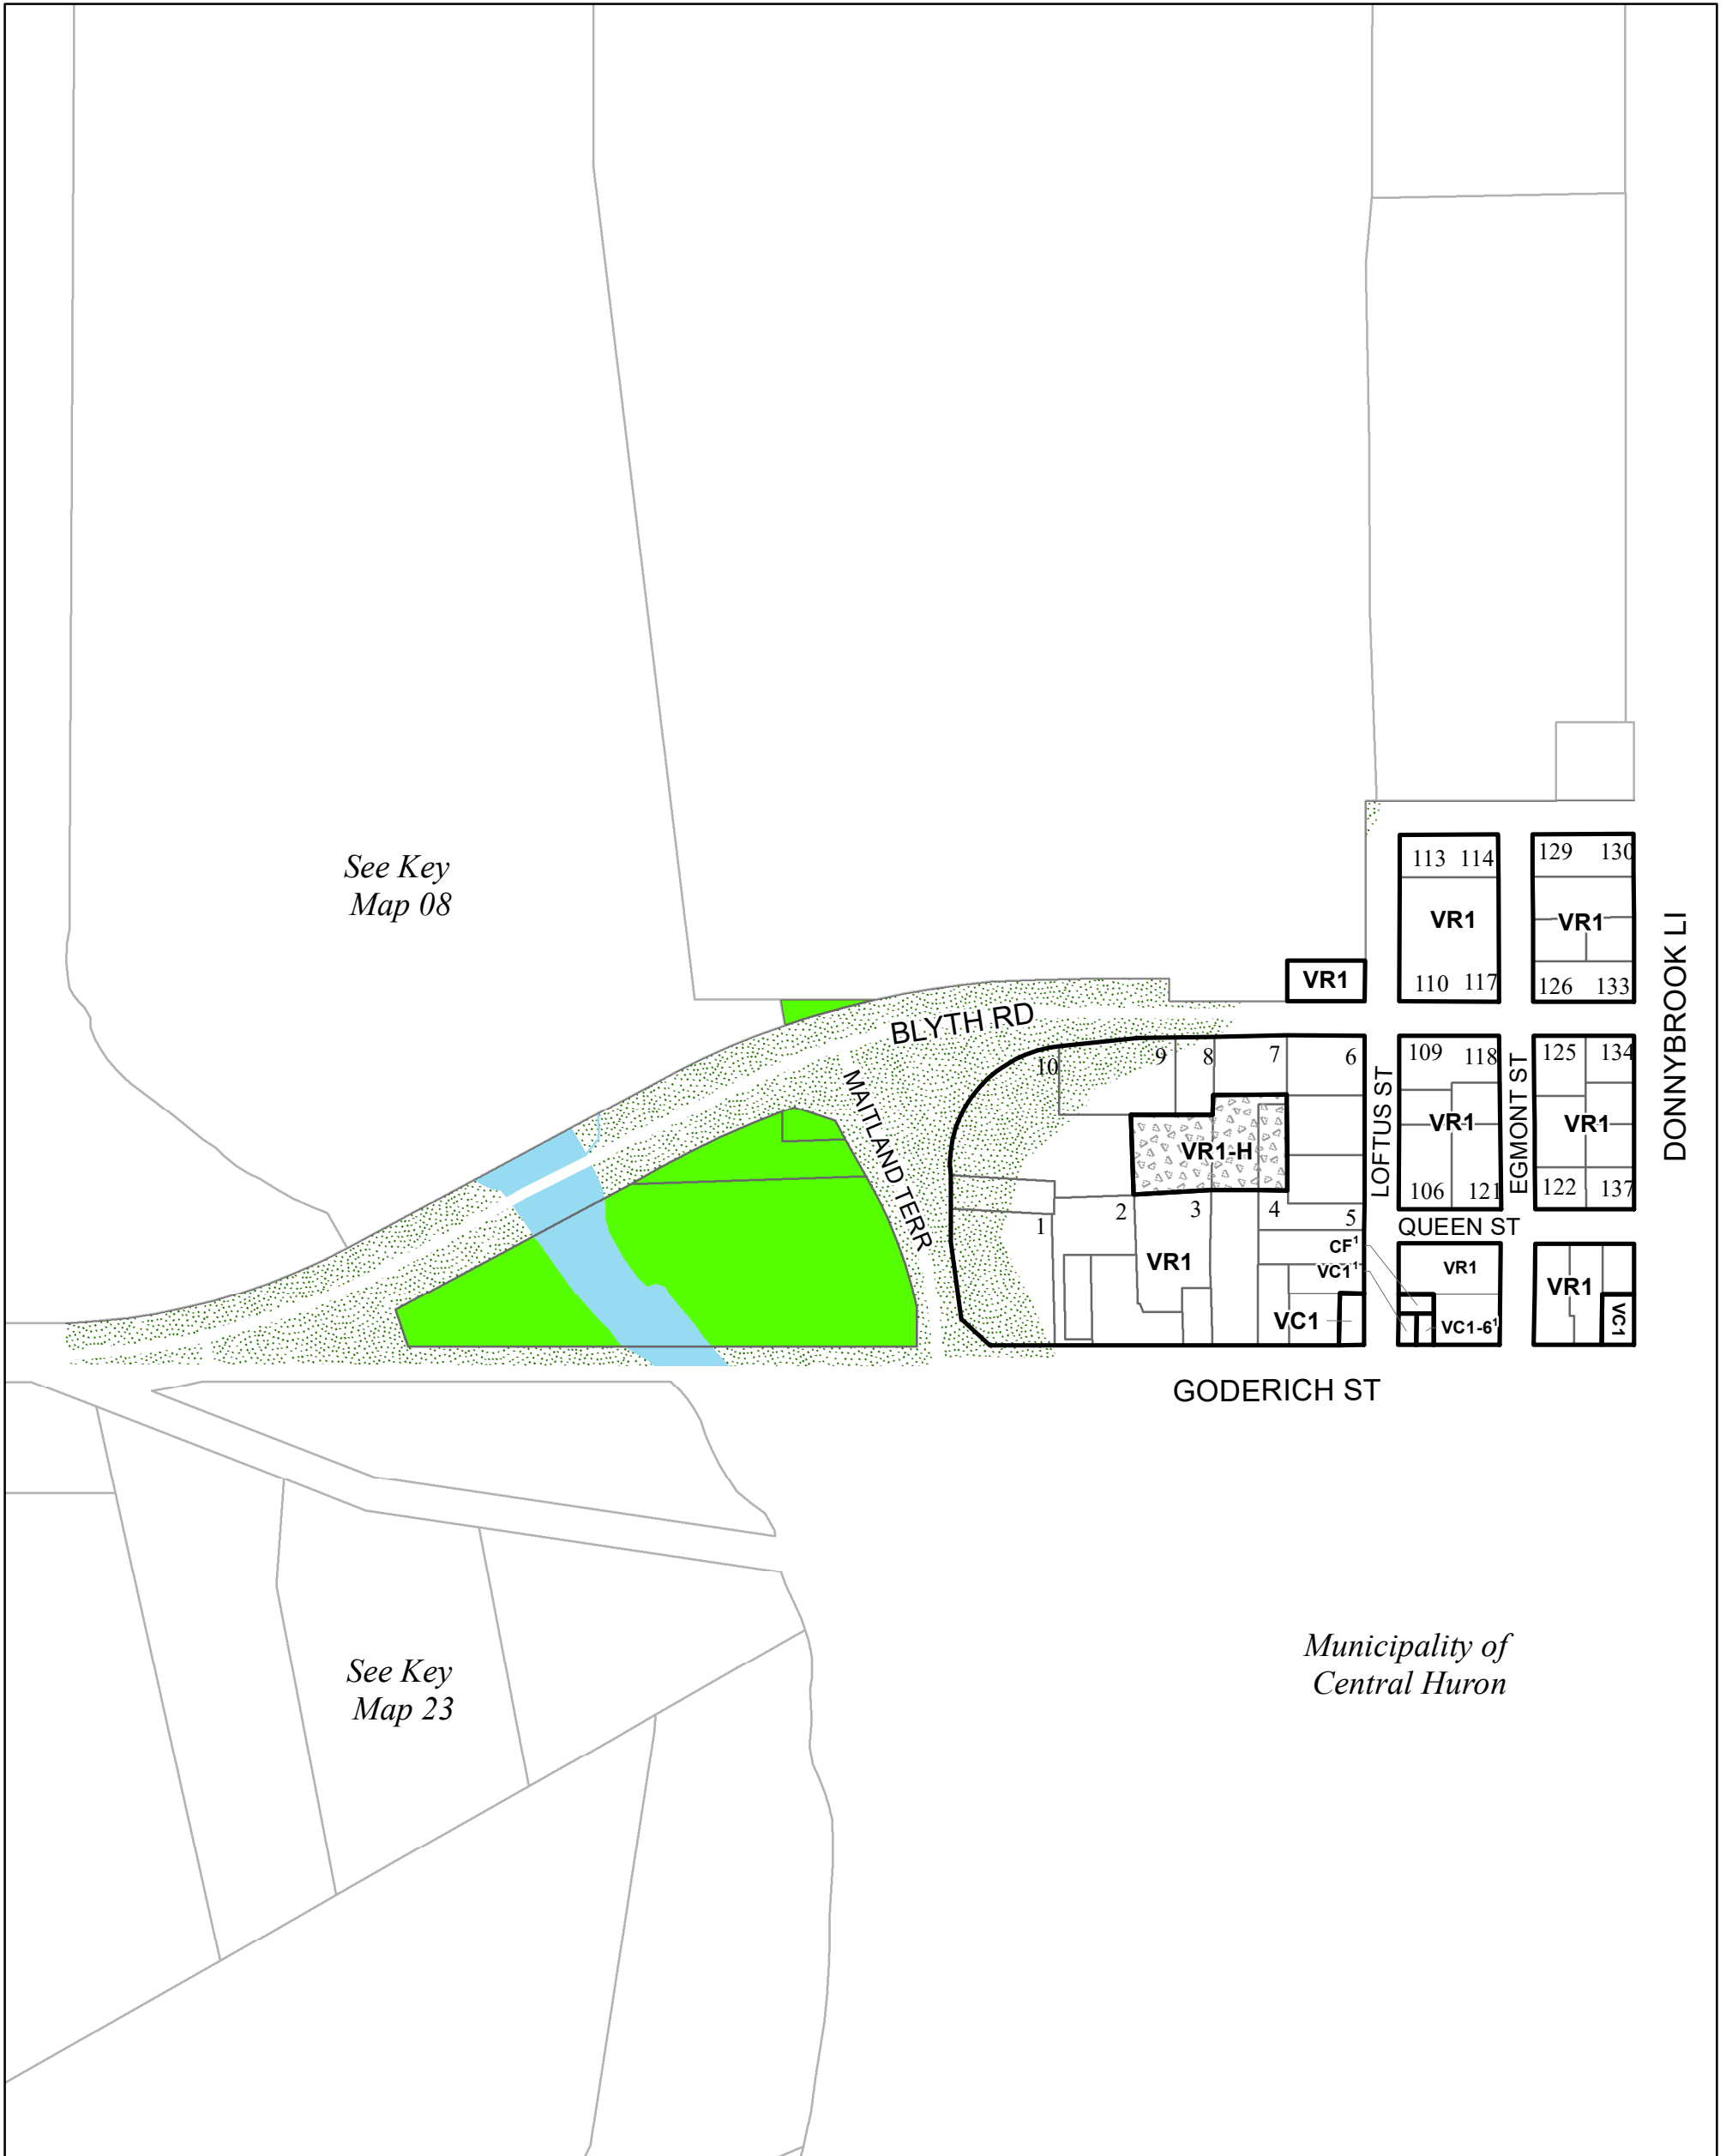 113 114
129 130
See Key
Map 08
VR1
VR1
DONNYBROOK LI
VR1
110 117
126 133
BLYTH RD
10 9 8 7 6
109 118
125 134
MAITLAND TERR
LOFTUS ST
EGMONT ST
VR1
VR1
VR1-H
106 121
122 137
1 2 3 4 5
QUEEN ST
CF¹
VR1
VR1
VC1¹
VR1
VC1
VC1-6¹
VC1
GODERICH ST
Municipality of
Central Huron
See Key
Map 23